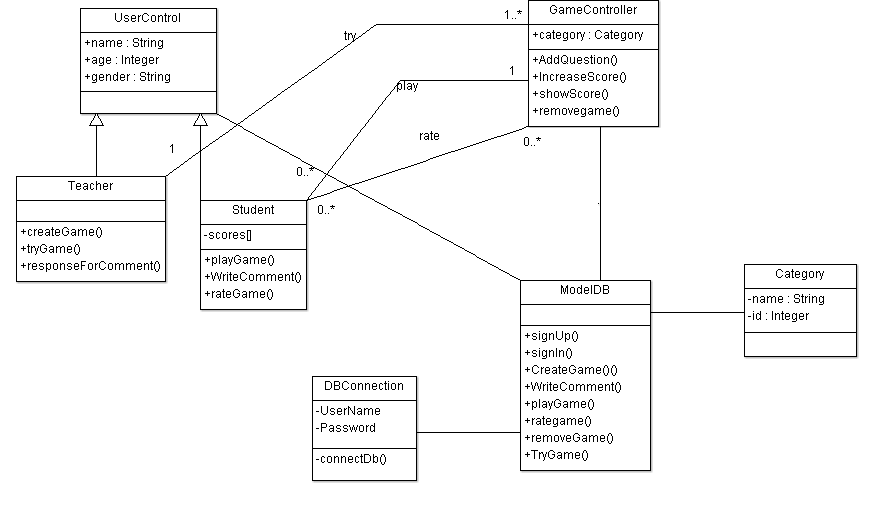 UserControl
+name : String
+age : Integer
+gender : String
GameController
+category : Category
+AddQuestion()
+IncreaseScore()
+showScore()
+removegame()
1..*
try
1
play
rate
0..*
1
0..*
0..*
Teacher
+createGame()
+tryGame()
+responseForComment()
Student
-scores[]
+playGame()
+WriteComment()
+rateGame()
ModelDB
+signUp()
+signIn()
+CreateGame()()
+WriteComment()
+playGame()
+rategame()
+removeGame()
+TryGame()
Category
-name : String
-id : Integer
DBConnection
-UserName
-Password
-connectDb()